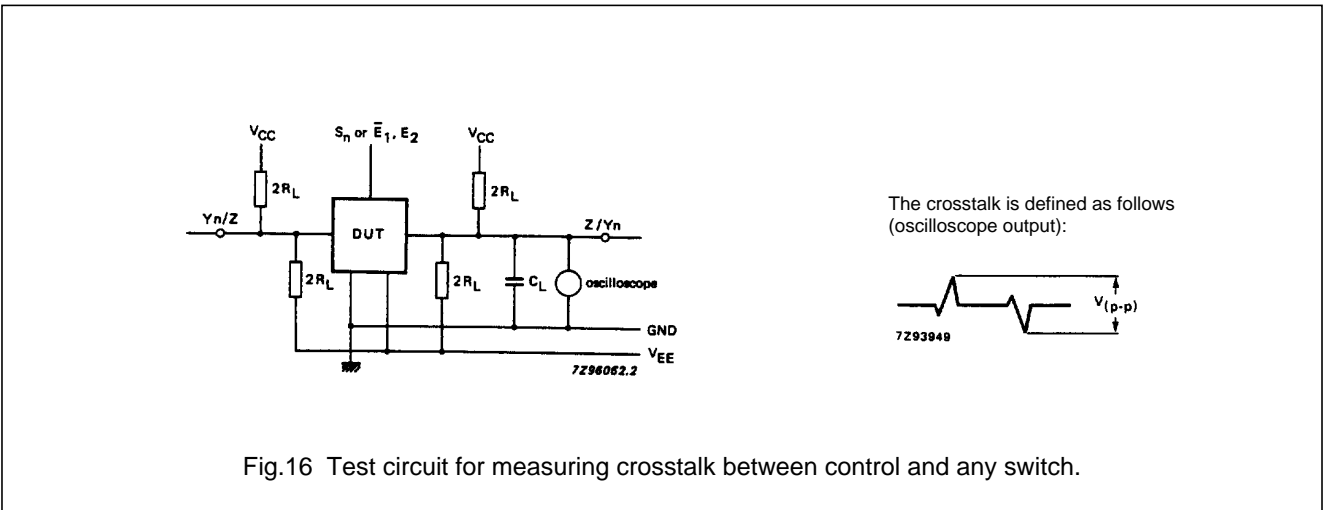 VCC
Sn or E̅1, E2
VCC
2RL
2RL
Yn/Z
DUT
Z/Yn
2RL
2RL
CL
oscilloscope
GND
VEE
7Z96062.2
The crosstalk is defined as follows
(oscilloscope output):
V(p-p)
7Z93949
Fig.16 Test circuit for measuring crosstalk between control and any switch.